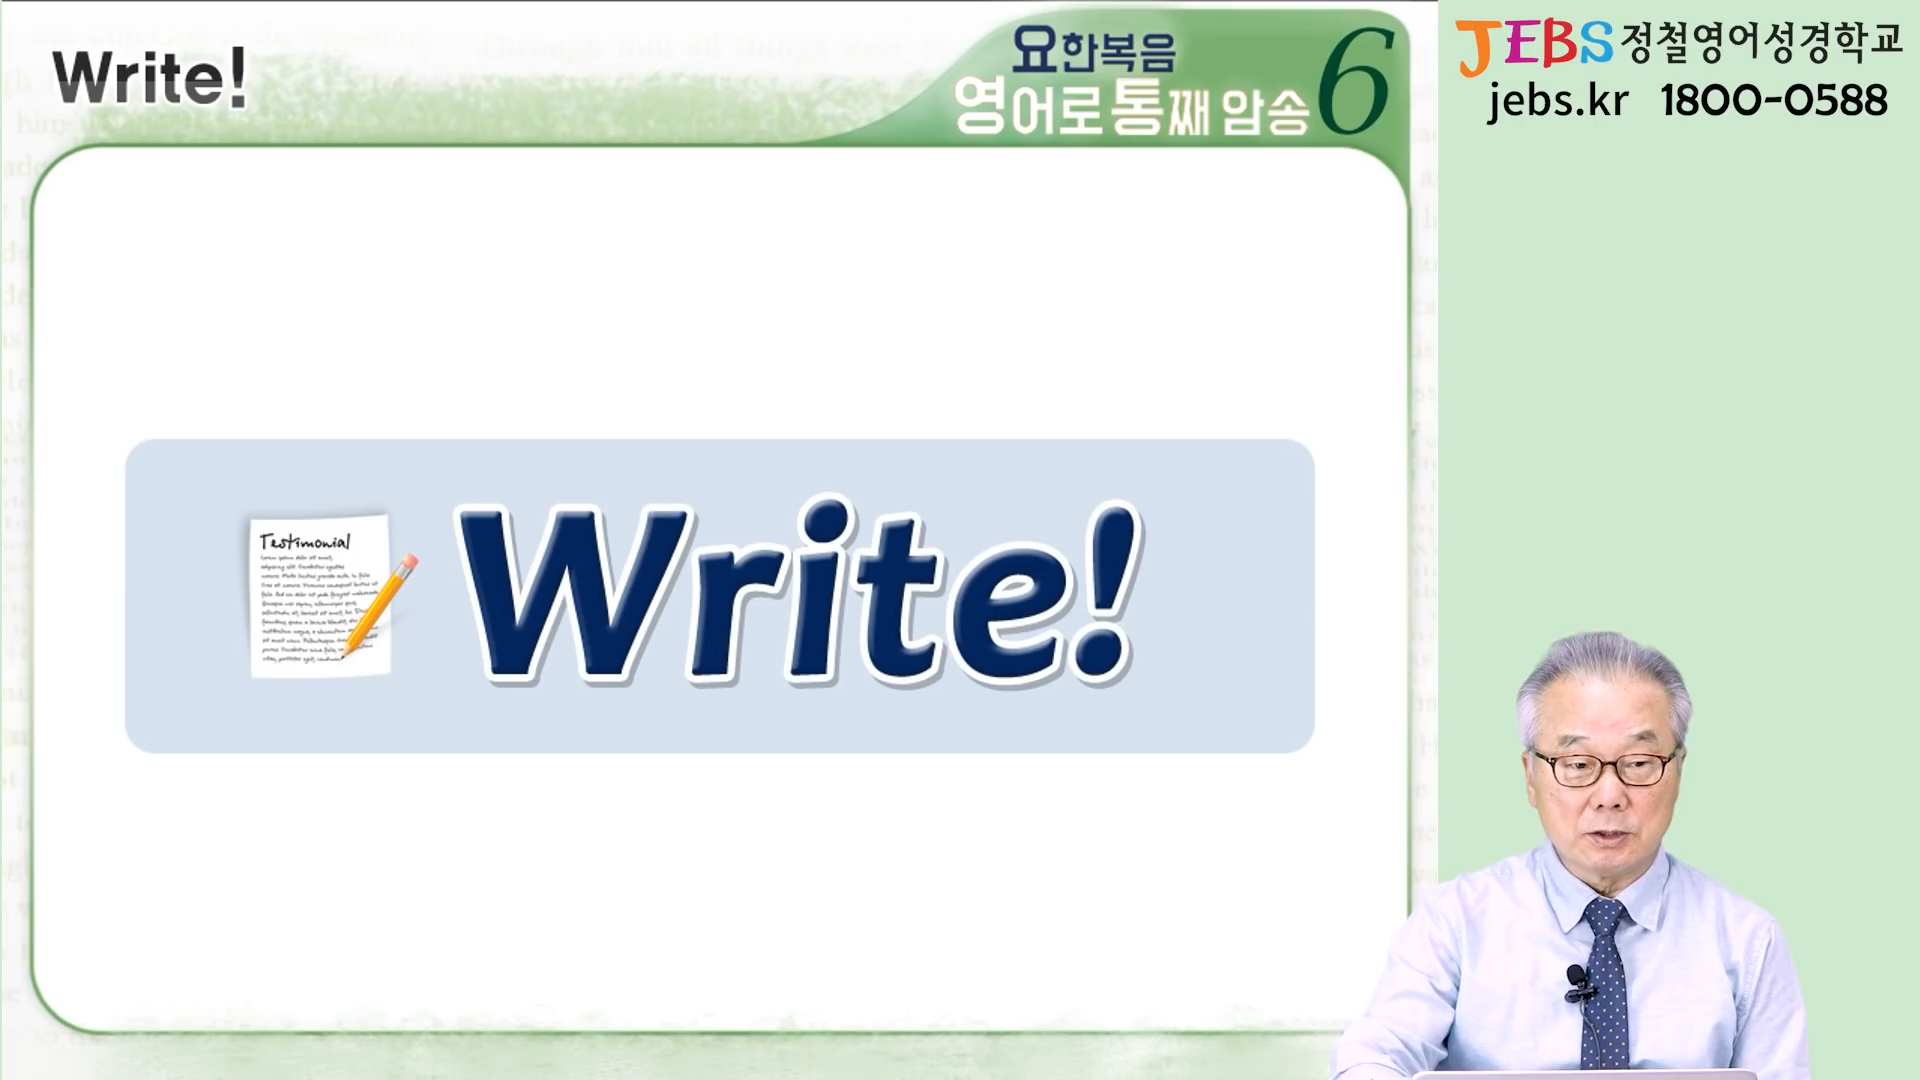 Write!
요한복음
영어로 통째 암송 6
JEBS 정철영어성경학교
jebs.kr 1800-0588
Testimonial
Write!